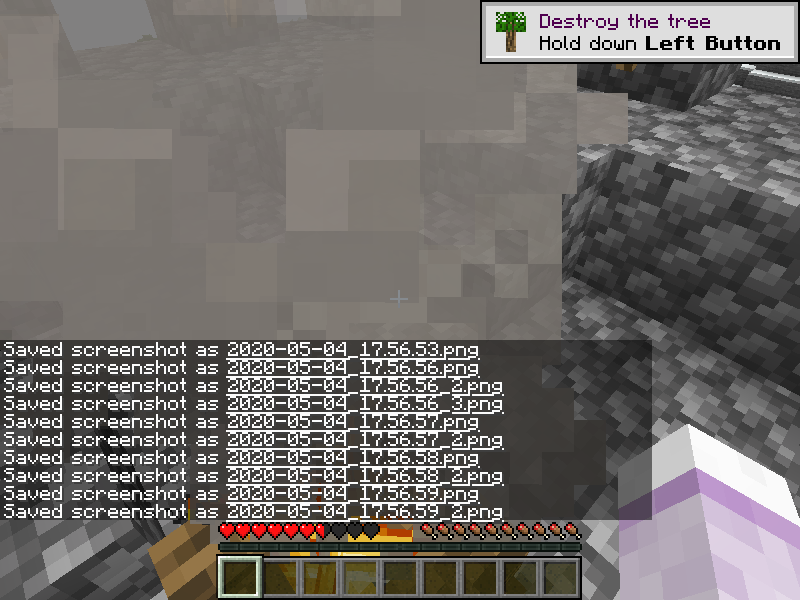 Destroy the tree
Hold down Left Button
Saved screenshot as 2020-05-04_17.56.53.png
Saved screenshot as 2020-05-04_17.56.56.png
Saved screenshot as 2020-05-04_17.56.56_2.png
Saved screenshot as 2020-05-04_17.56.56_3.png
Saved screenshot as 2020-05-04_17.56.57.png
Saved screenshot as 2020-05-04_17.56.57_2.png
Saved screenshot as 2020-05-04_17.56.58.png
Saved screenshot as 2020-05-04_17.56.58_2.png
Saved screenshot as 2020-05-04_17.56.59.png
Saved screenshot as 2020-05-04_17.56.59_2.png